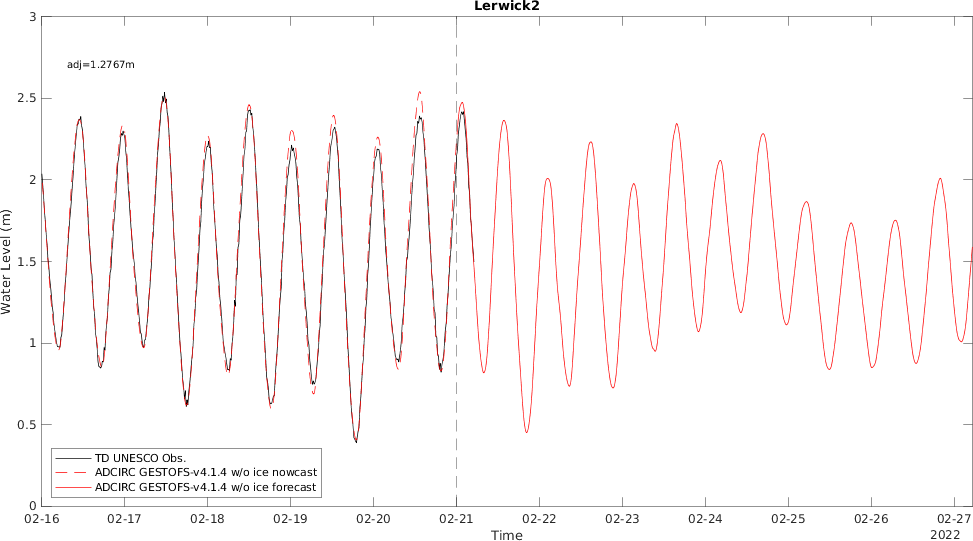 Lerwick2
adj=1.2767m
3
2.5
2
1.5
1
0.5
0
Water Level (m)
TD UNESCO Obs.
ADCIRC GESTOFS-v4.1.4 w/o ice nowcast
ADCIRC GESTOFS-v4.1.4 w/o ice forecast
02-16 02-17 02-18 02-19 02-20 02-21 02-22 02-23 02-24 02-25 02-26 02-27
Time
2022